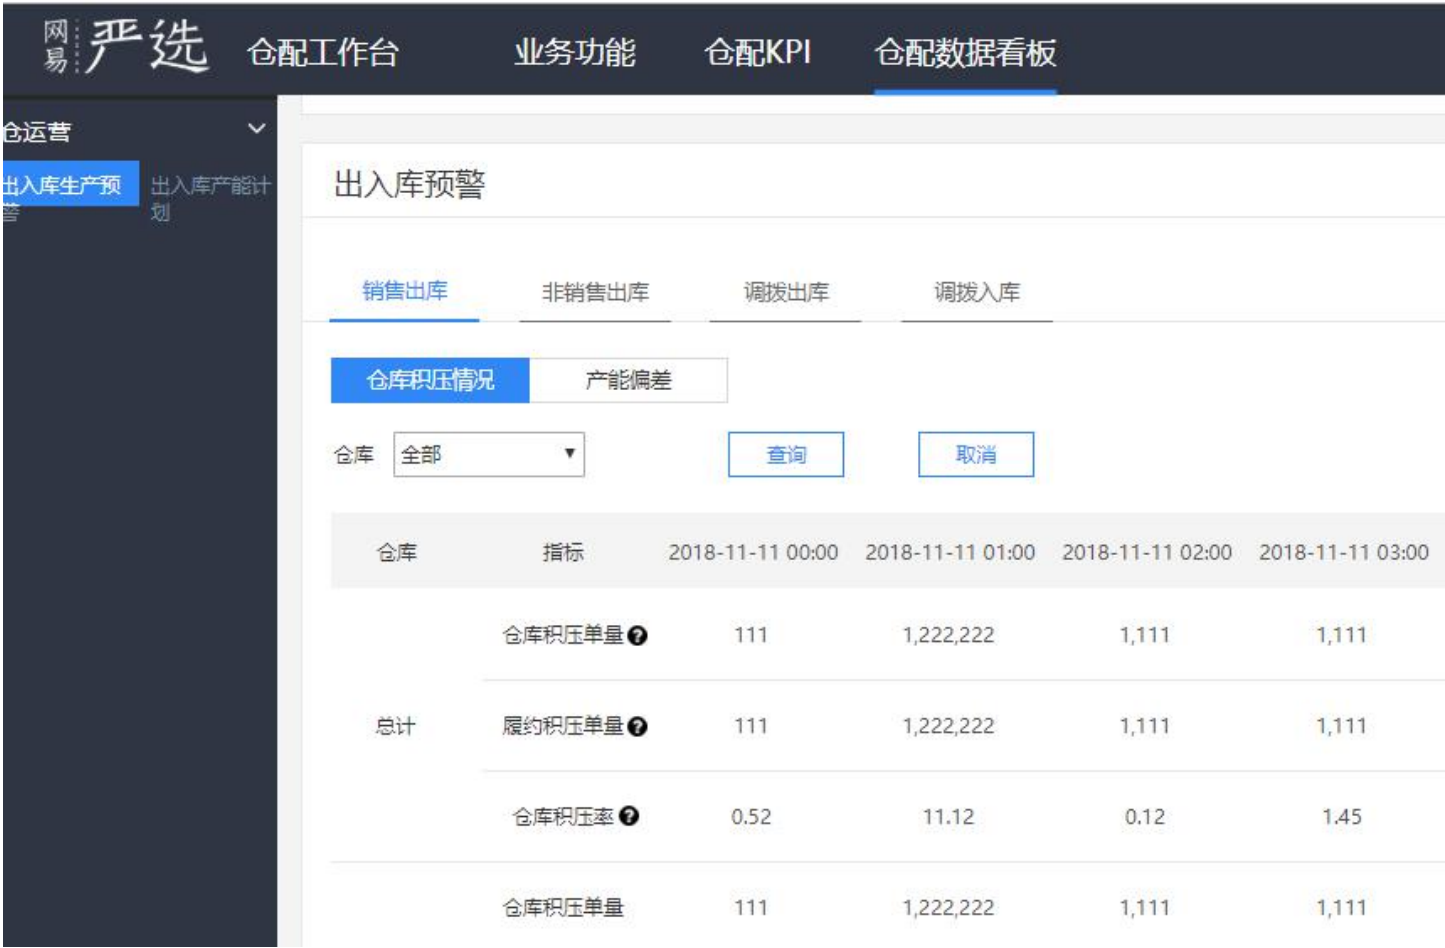 网易严选 仓配工作台 业务功能 仓配KPI 仓配数据看板
仓运营
出入库生产预警 出入库产能计划
出入库预警
销售出库 非销售出库 调拨出库 调拨入库
仓库积压情况 产能偏差
仓库 全部 查询 取消
仓库 指标 2018-11-11 00:00 2018-11-11 01:00 2018-11-11 02:00 2018-11-11 03:00
仓库积压单量 111 1,222,222 1,111 1,111
总计 履约积压单量 111 1,222,222 1,111 1,111
仓库积压率 0.52 11.12 0.12 1.45
仓库积压单量 111 1,222,222 1,111 1,111